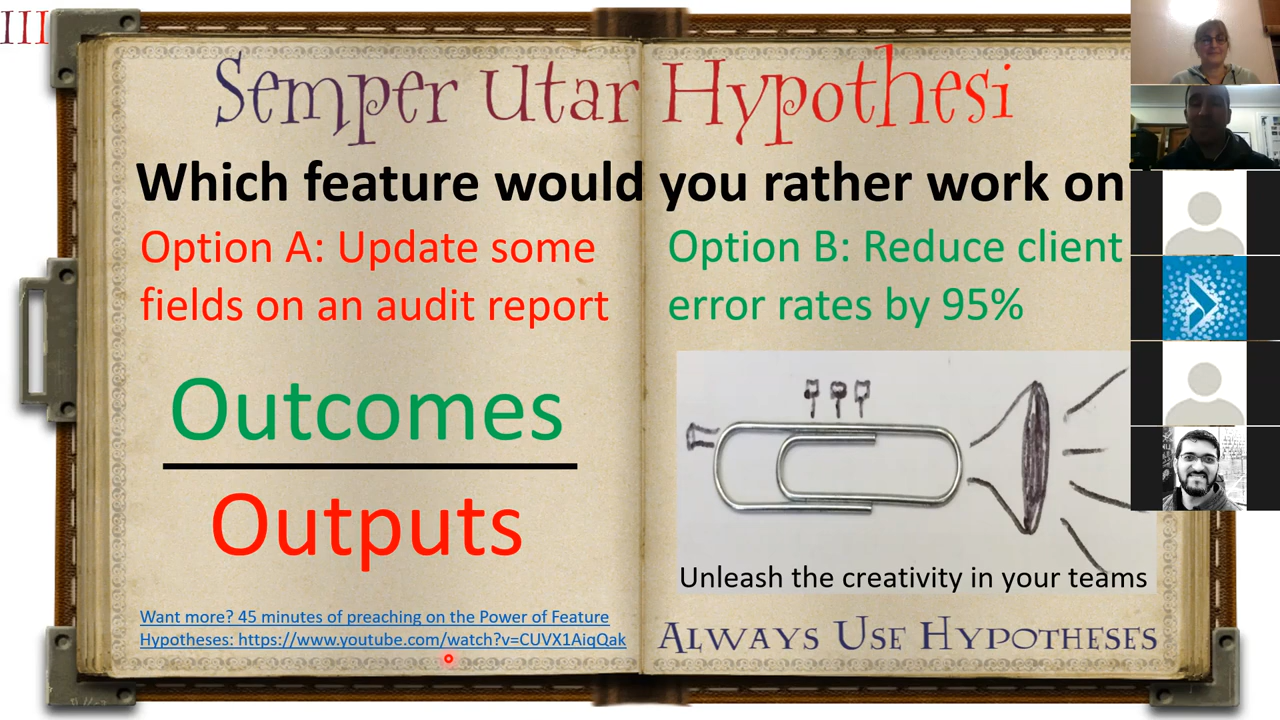 III
Semper Utar Hypothesi
Which feature would you rather work on
Option A: Update some
fields on an audit report
Option B: Reduce client
error rates by 95%
Outcomes
Outputs
Unleash the creativity in your teams
Want more? 45 minutes of preaching on the Power of Feature
Hypotheses: https://www.youtube.com/watch?v=CUVX1AiqQak
Always Use Hypotheses